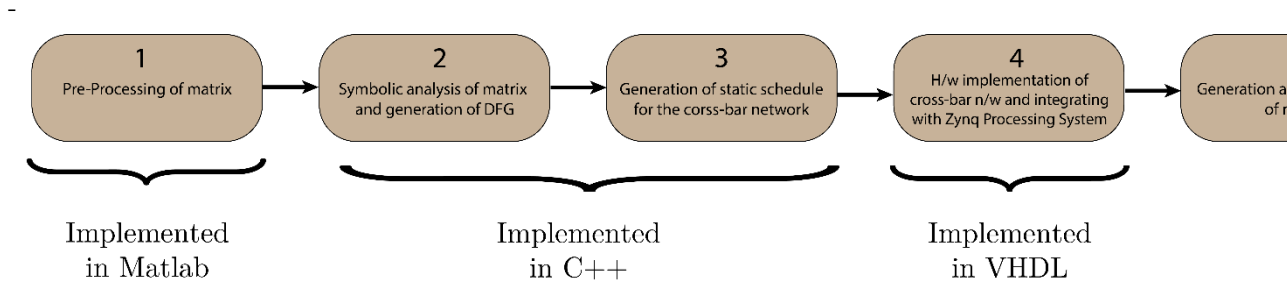 1
Pre-Processing of matrix
2
Symbolic analysis of matrix
and generation of DFG
3
Generation of static schedule
for the corss-bar network
4
H/w implementation of
cross-bar n/w and integrating
with Zynq Processing System
Generation
of
Implemented
in Matlab
Implemented
in C++
Implemented
in VHDL